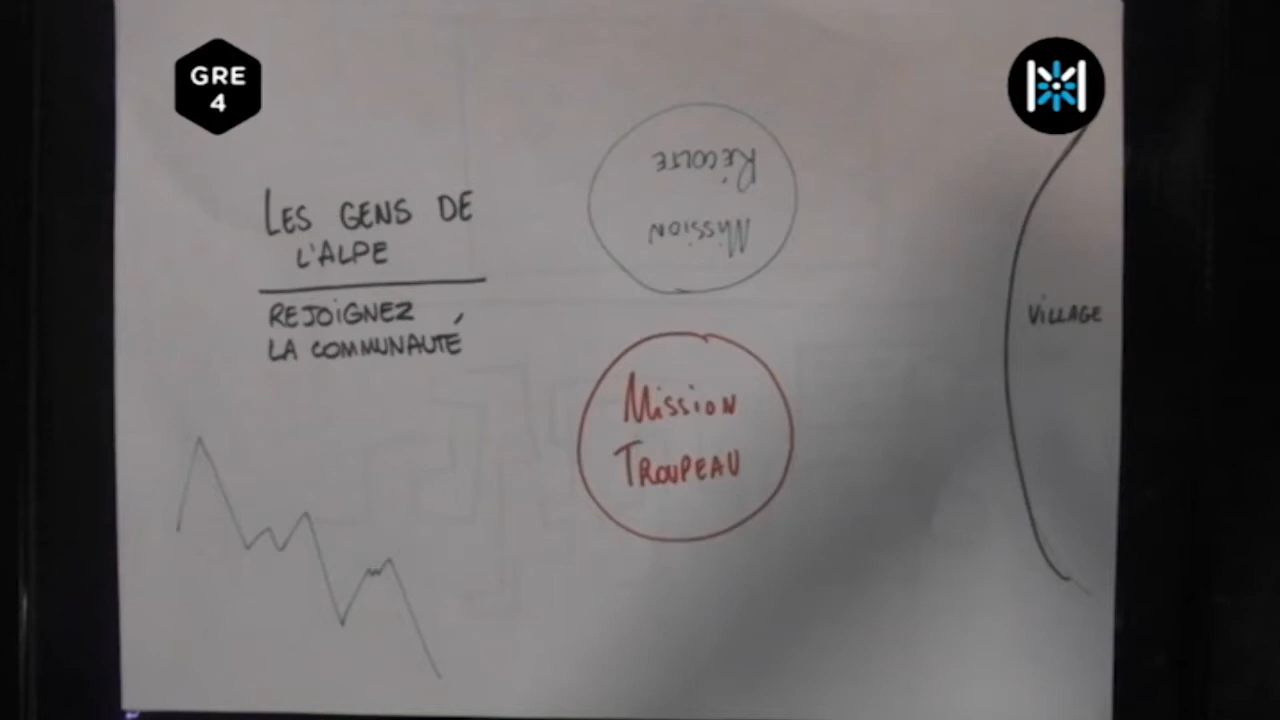 GRE
4
LES GENS DE
L'ALPE
REJOIGNEZ
LA COMMUNAUTÉ
Mission
RÉCOLTE
Mission
TROUPEAU
VILLAGE